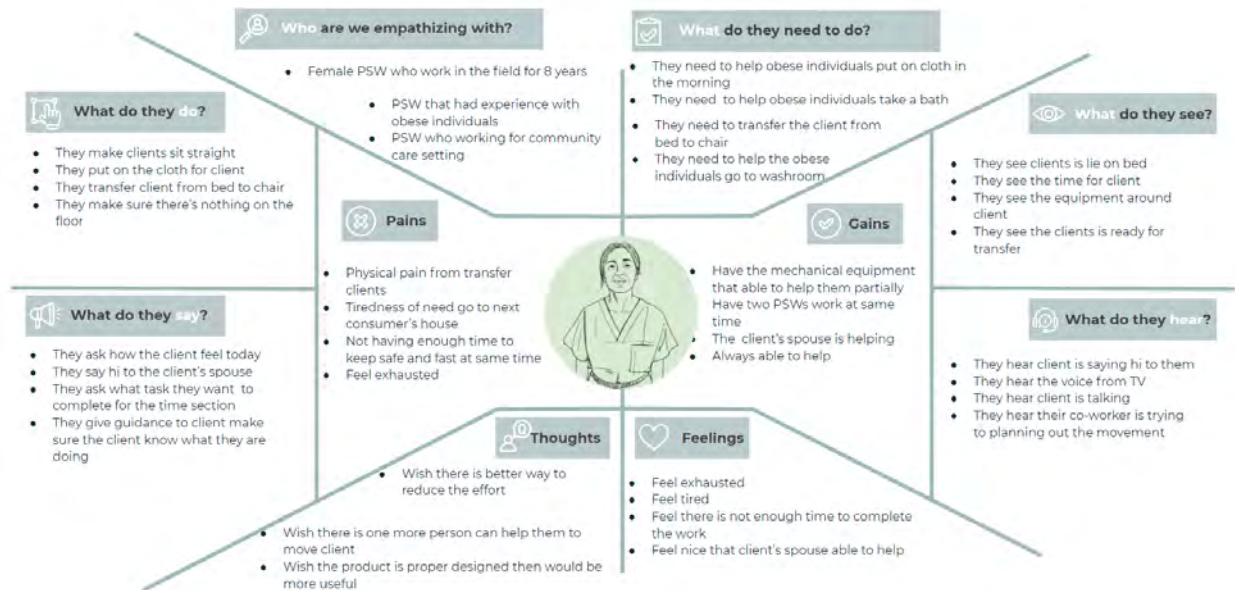 Who are we empathizing with?
• Female PSW who work in the field for 8 years
• PSW that had experience with
obese individuals
• PSW who working for community
care setting
What do they need to do?
• They need to help obese individuals put on cloth in
the morning
• They need to help obese individuals take a bath
• They need to transfer the client from
bed to chair
• They need to help the obese
individuals go to washroom
What do they do?
• They make clients sit straight
• They put on the cloth for client
• They transfer client from bed to chair
• They make sure there's nothing on the
floor
What do they see?
• They see clients is lie on bed
• They see the time for client
• They see the equipment around
client
• They see the clients is ready for
transfer
Pains
• Physical pain from transfer
clients
• Tiredness of need go to next
consumer's house
• Not having enough time to
keep safe and fast at same time
• Feel exhausted
Gains
• Have the mechanical equipment
that able to help them partially
Have two PSWs work at same
time
• The client's spouse is helping
• Always able to help
What do they say?
• They ask how the client feel today
• They say hi to the client's spouse
• They ask what task they want to
complete for the time section
• They give guidance to client make
sure the client know what they are
doing
What do they hear?
• They hear client is saying hi to them
• They hear the voice from TV
• They hear client is talking
• They hear their co-worker is trying
to planning out the movement
Thoughts
• Wish there is better way to
reduce the effort
• Wish there is one more person can help them to
move client
• Wish the product is proper designed then would be
more useful
Feelings
• Feel exhausted
• Feel tired
• Feel there is not enough time to complete
the work
• Feel nice that client's spouse able to help